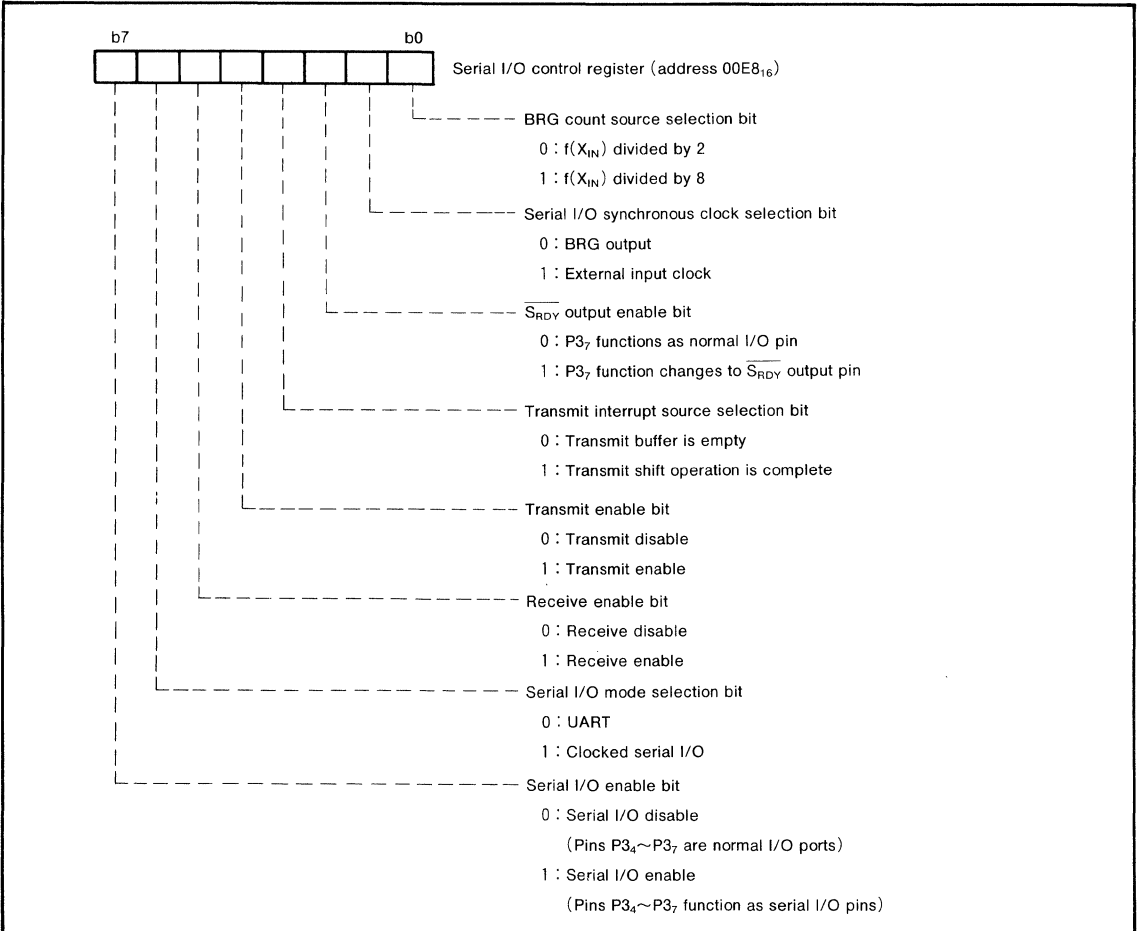 b7 b0
Serial I/O control register (address 00E8₁₆)
BRG count source selection bit
0 : f(X_IN) divided by 2
1 : f(X_IN) divided by 8
Serial I/O synchronous clock selection bit
0 : BRG output
1 : External input clock
S̅_̅R̅D̅Y̅ output enable bit
0 : P3₇ functions as normal I/O pin
1 : P3₇ function changes to S̅_̅R̅D̅Y̅ output pin
Transmit interrupt source selection bit
0 : Transmit buffer is empty
1 : Transmit shift operation is complete
Transmit enable bit
0 : Transmit disable
1 : Transmit enable
Receive enable bit
0 : Receive disable
1 : Receive enable
Serial I/O mode selection bit
0 : UART
1 : Clocked serial I/O
Serial I/O enable bit
0 : Serial I/O disable
(Pins P3₄~P3₇ are normal I/O ports)
1 : Serial I/O enable
(Pins P3₄~P3₇ function as serial I/O pins)